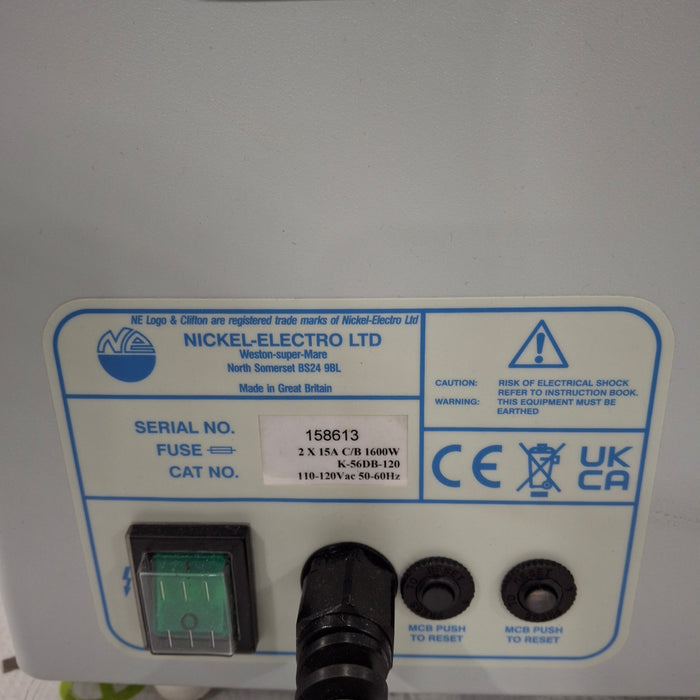 NE Logo & Clifton are registered trade marks of Nickel-Electro Ltd
NE
NICKEL-ELECTRO LTD
Weston-super-Mare
North Somerset BS24 9BL
Made in Great Britain
CAUTION: RISK OF ELECTRICAL SHOCK
REFER TO INSTRUCTION BOOK.
WARNING: THIS EQUIPMENT MUST BE
EARTHED
SERIAL NO. 158613
FUSE 2 X 15A C/B 1600W
CAT NO. K-56DB-120
110-120Vac 50-60Hz
CE
UK
CA
RESET
RESET
MCB PUSH
TO RESET
MCB PUSH
TO RESET